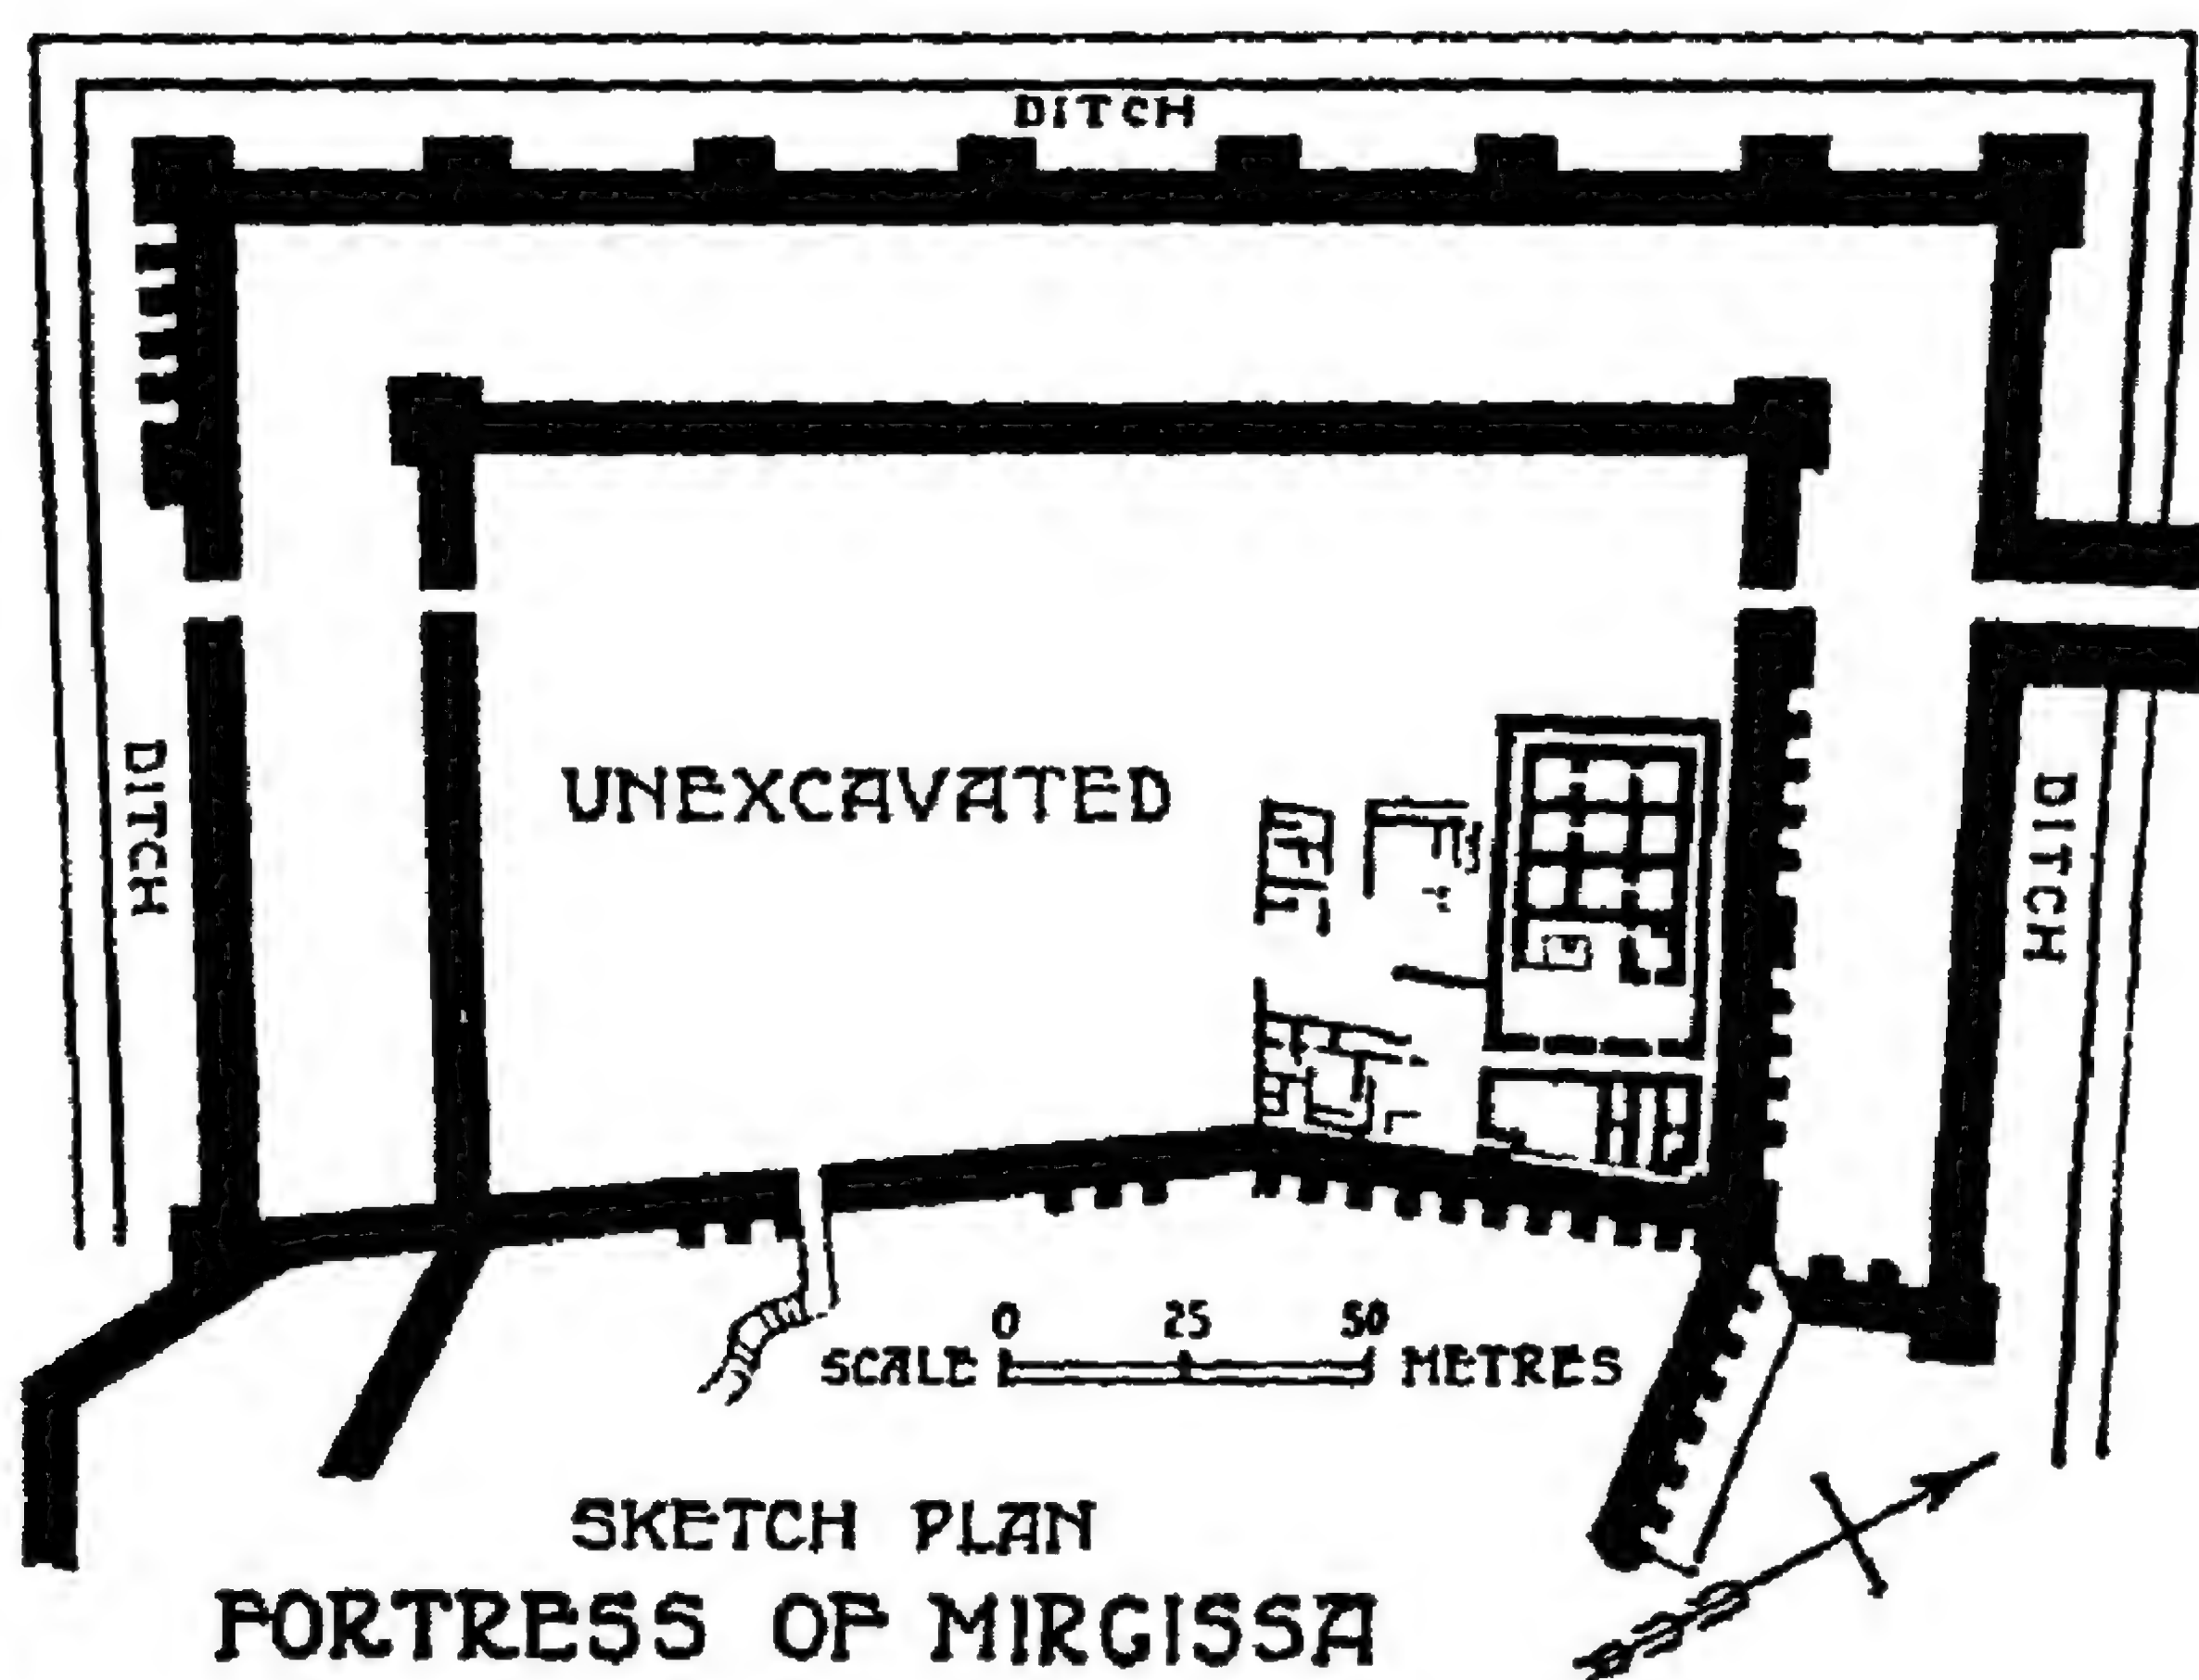 DITCH
UNEXCAVATED
DITCH
DITCH
0 25 50
SCALE METRES
SKETCH PLAN
FORTRESS OF MIRGISSA